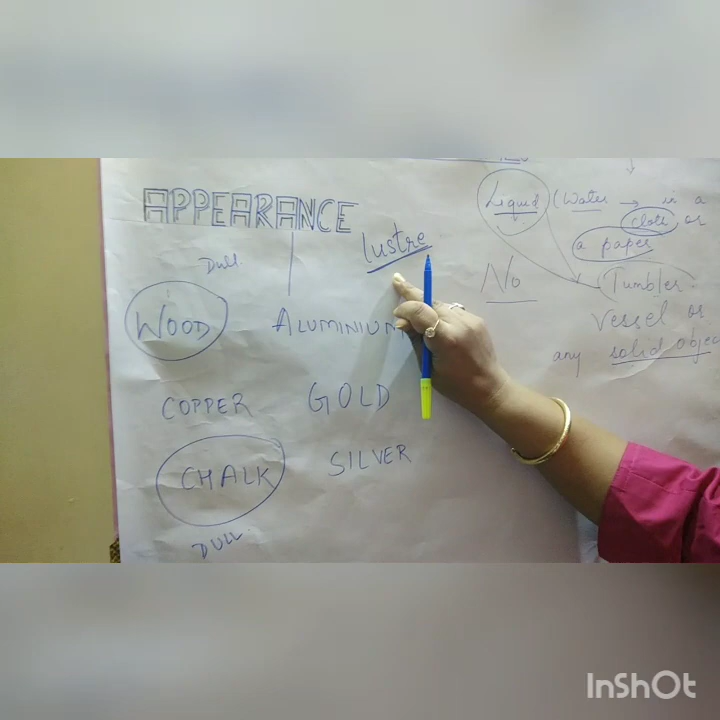 APPEARANCE
Dull
lustre
WOOD ALUMINIUM
COPPER GOLD
CHALK SILVER
DULL
Liquid (Water → in a
cloth or
a paper
No
Tumbler
Vessel or
any solid objec
InShOt